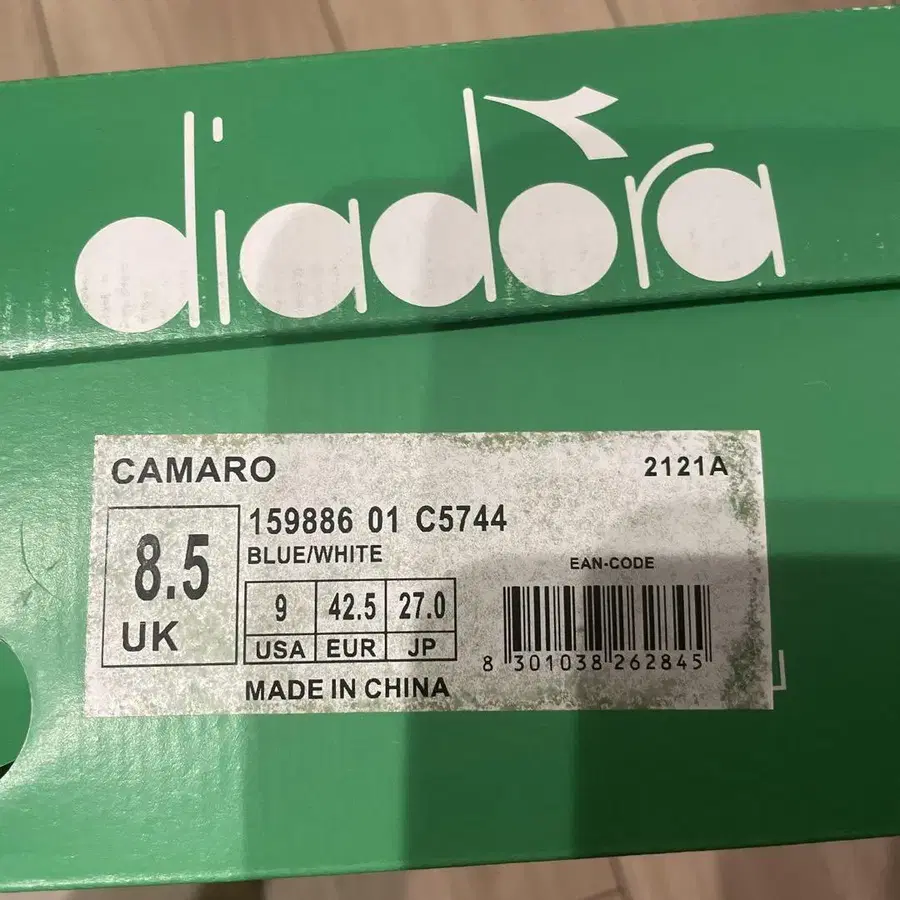 diadora
CAMARO 2121A
159886 01 C5744
BLUE/WHITE
8.5
UK
EAN-CODE
9 42.5 27.0
USA EUR JP
8 301038 262845
MADE IN CHINA